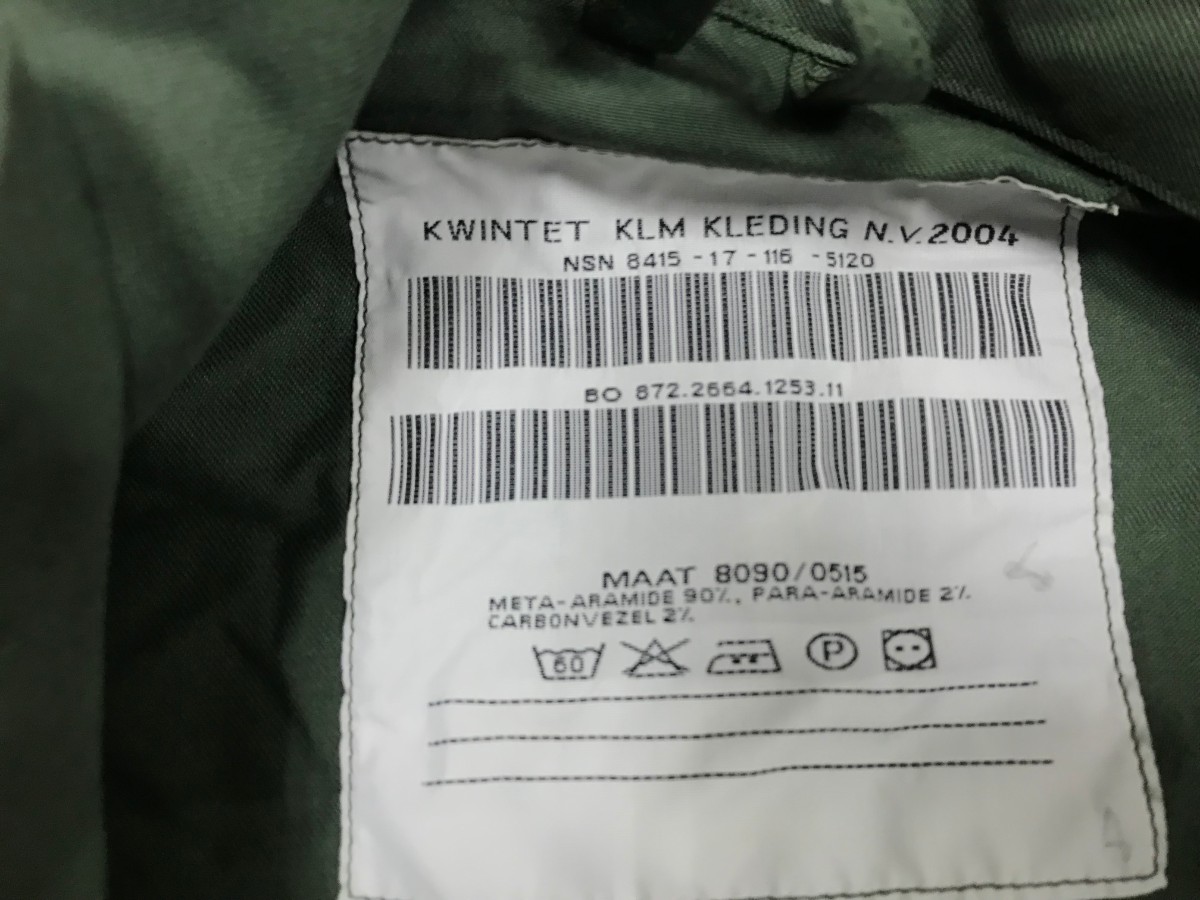 KWINTET KLM KLEDING N.V. 2004
NSN 8415 - 17 - 116 - 5120
BO 872.2664.1253.11
MAAT 8090/0515
META-ARAMIDE 90%, PARA-ARAMIDE 2%
CARBONVEZEL 2%
60 P